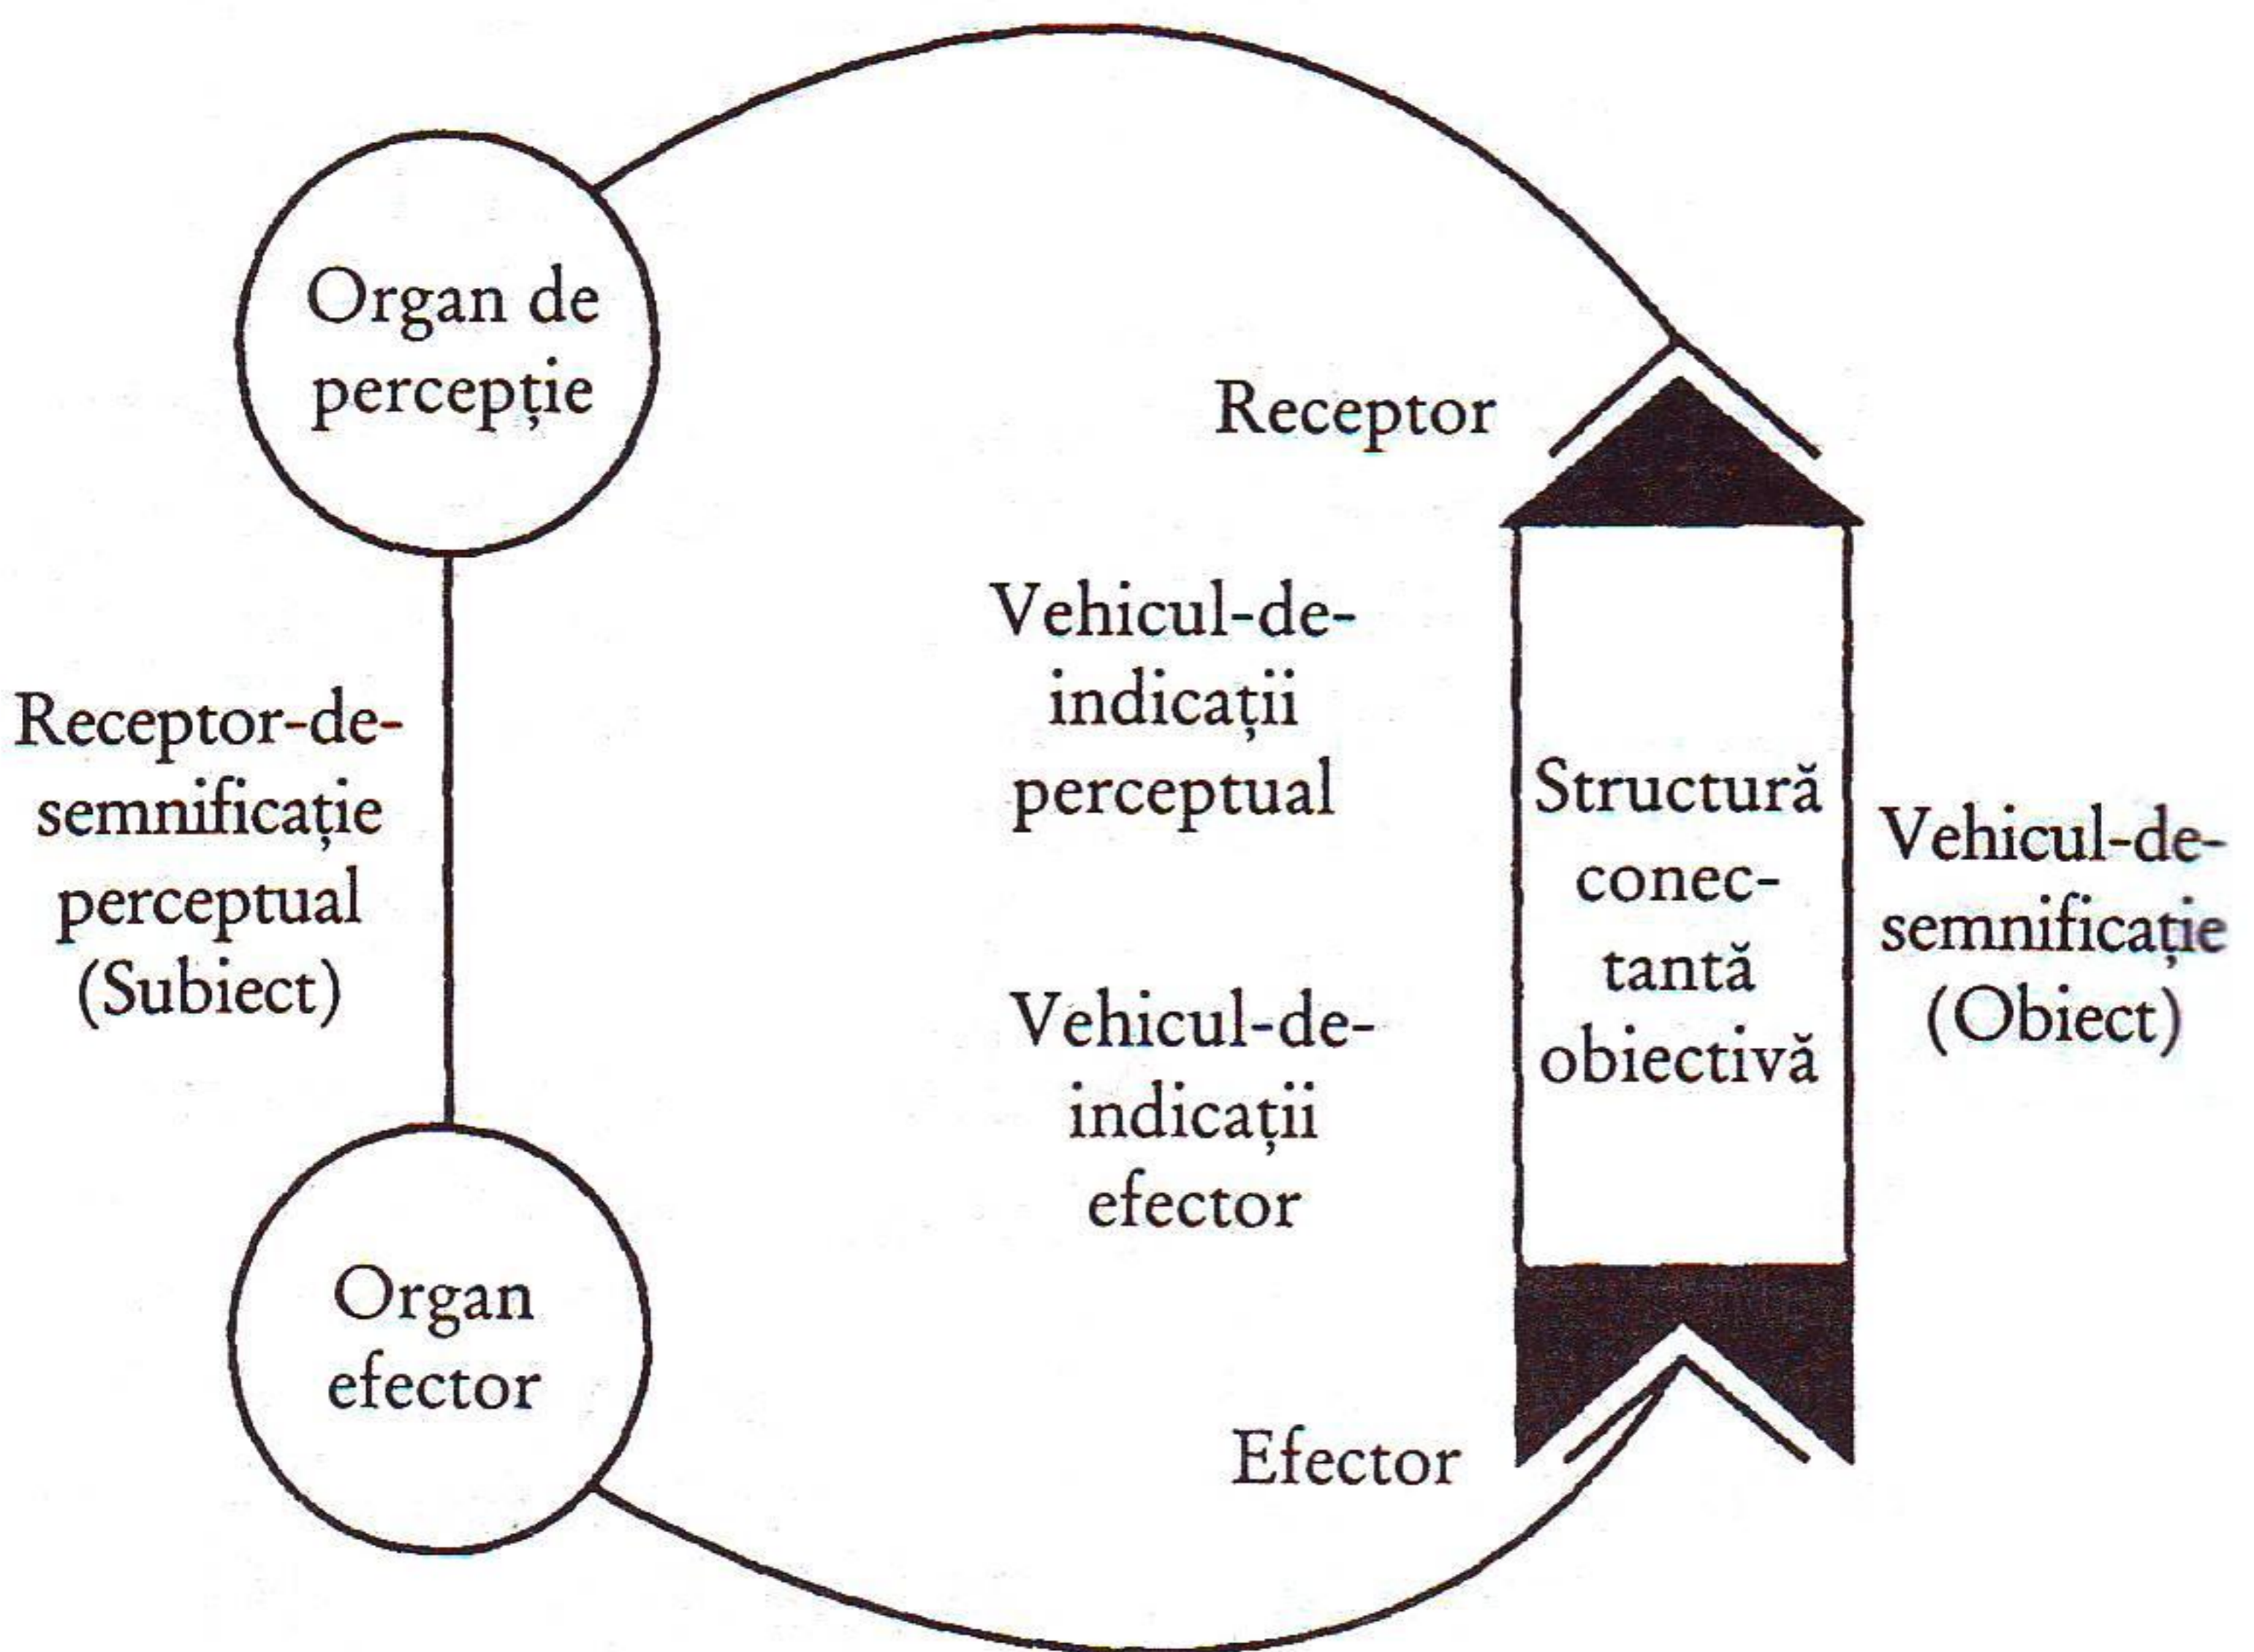 Organ de
percepție
Receptor
Vehicul-de-
indicații
perceptual
Receptor-de-
semnificație
perceptual
(Subiect)
Structură
conec-
tantă
obiectivă
Vehicul-de-
semnificație
(Obiect)
Vehicul-de-
indicații
efector
Organ
efector
Efector